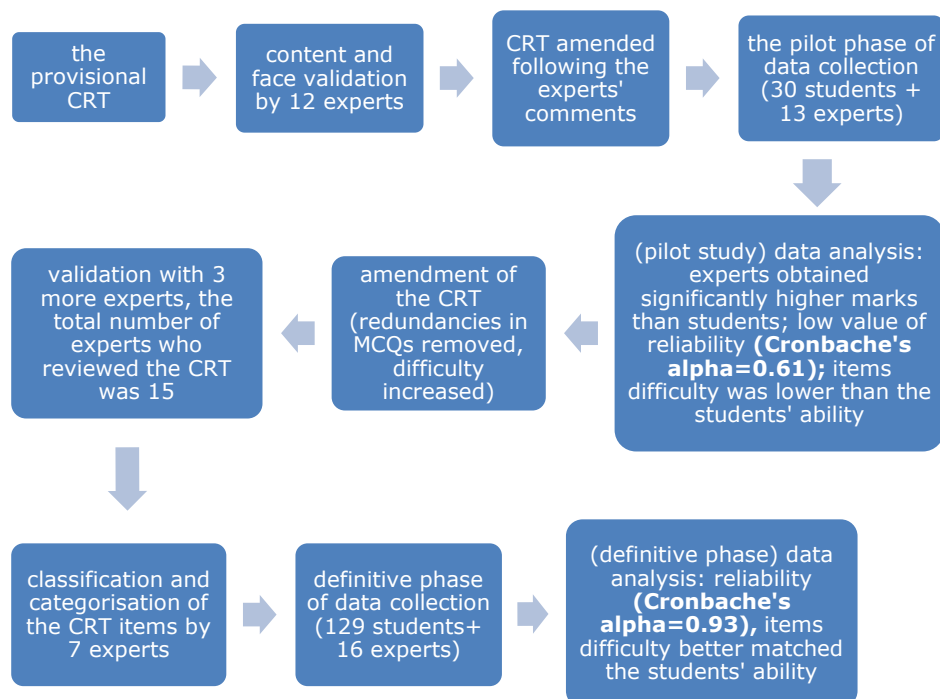 the
provisional
CRT
content and
face validation
by 12 experts
CRT amended
following the
experts'
comments
the pilot phase of
data collection
(30 students +
13 experts)
(pilot study) data analysis:
experts obtained
significantly higher marks
than students; low value of
reliability (Cronbache's
alpha=0.61); items
difficulty was lower than the
students' ability
amendment of
the CRT
(redundancies in
MCQs removed,
difficulty
increased)
validation with 3
more experts, the
total number of
experts who
reviewed the CRT
was 15
classification and
categorisation of
the CRT items by
7 experts
definitive phase
of data collection
(129 students+
16 experts)
(definitive phase) data
analysis: reliability
(Cronbache's
alpha=0.93), items
difficulty better matched
the students' ability